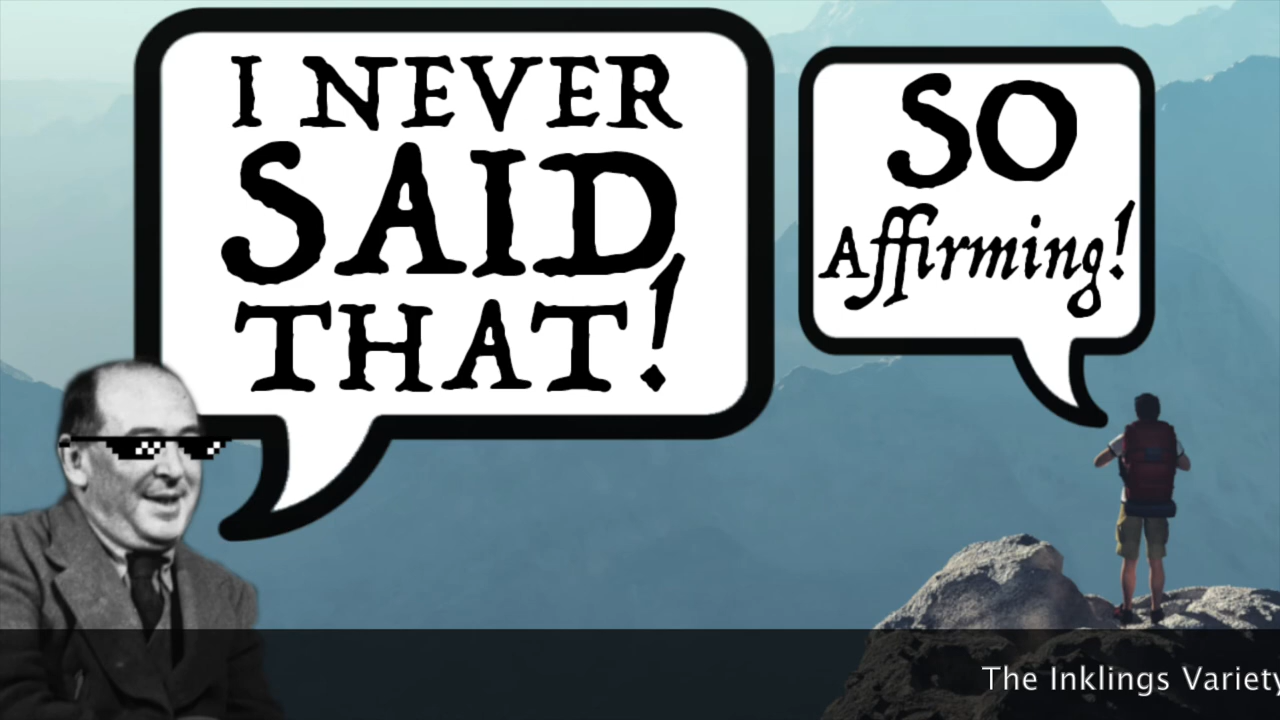 I NEVER
SAID
THAT!
SO
Affirming!
The Inklings Variety